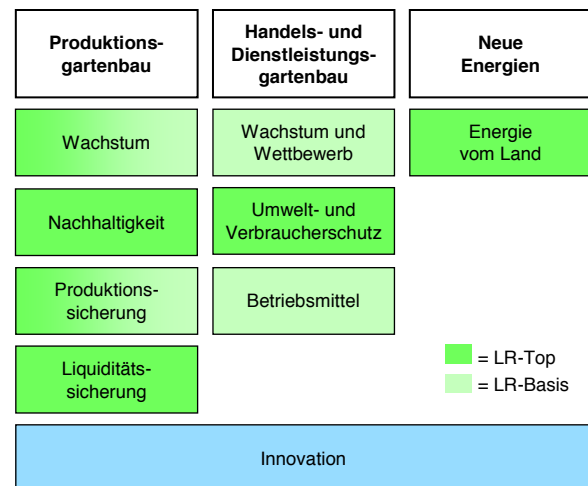 Produktions-
gartenbau
Handels- und
Dienstleistungs-
gartenbau
Neue
Energien
Wachstum
Wachstum und
Wettbewerb
Energie
vom Land
Nachhaltigkeit
Umwelt- und
Verbraucherschutz
Produktions-
sicherung
Betriebsmittel
Liquiditäts-
sicherung
= LR-Top
= LR-Basis
Innovation